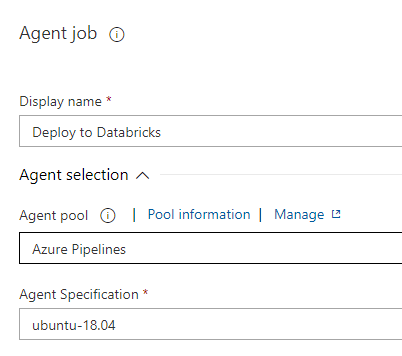 Agent job
Display name *
Deploy to Databricks
Agent selection
Agent pool | Pool information | Manage
Azure Pipelines
Agent Specification *
ubuntu-18.04